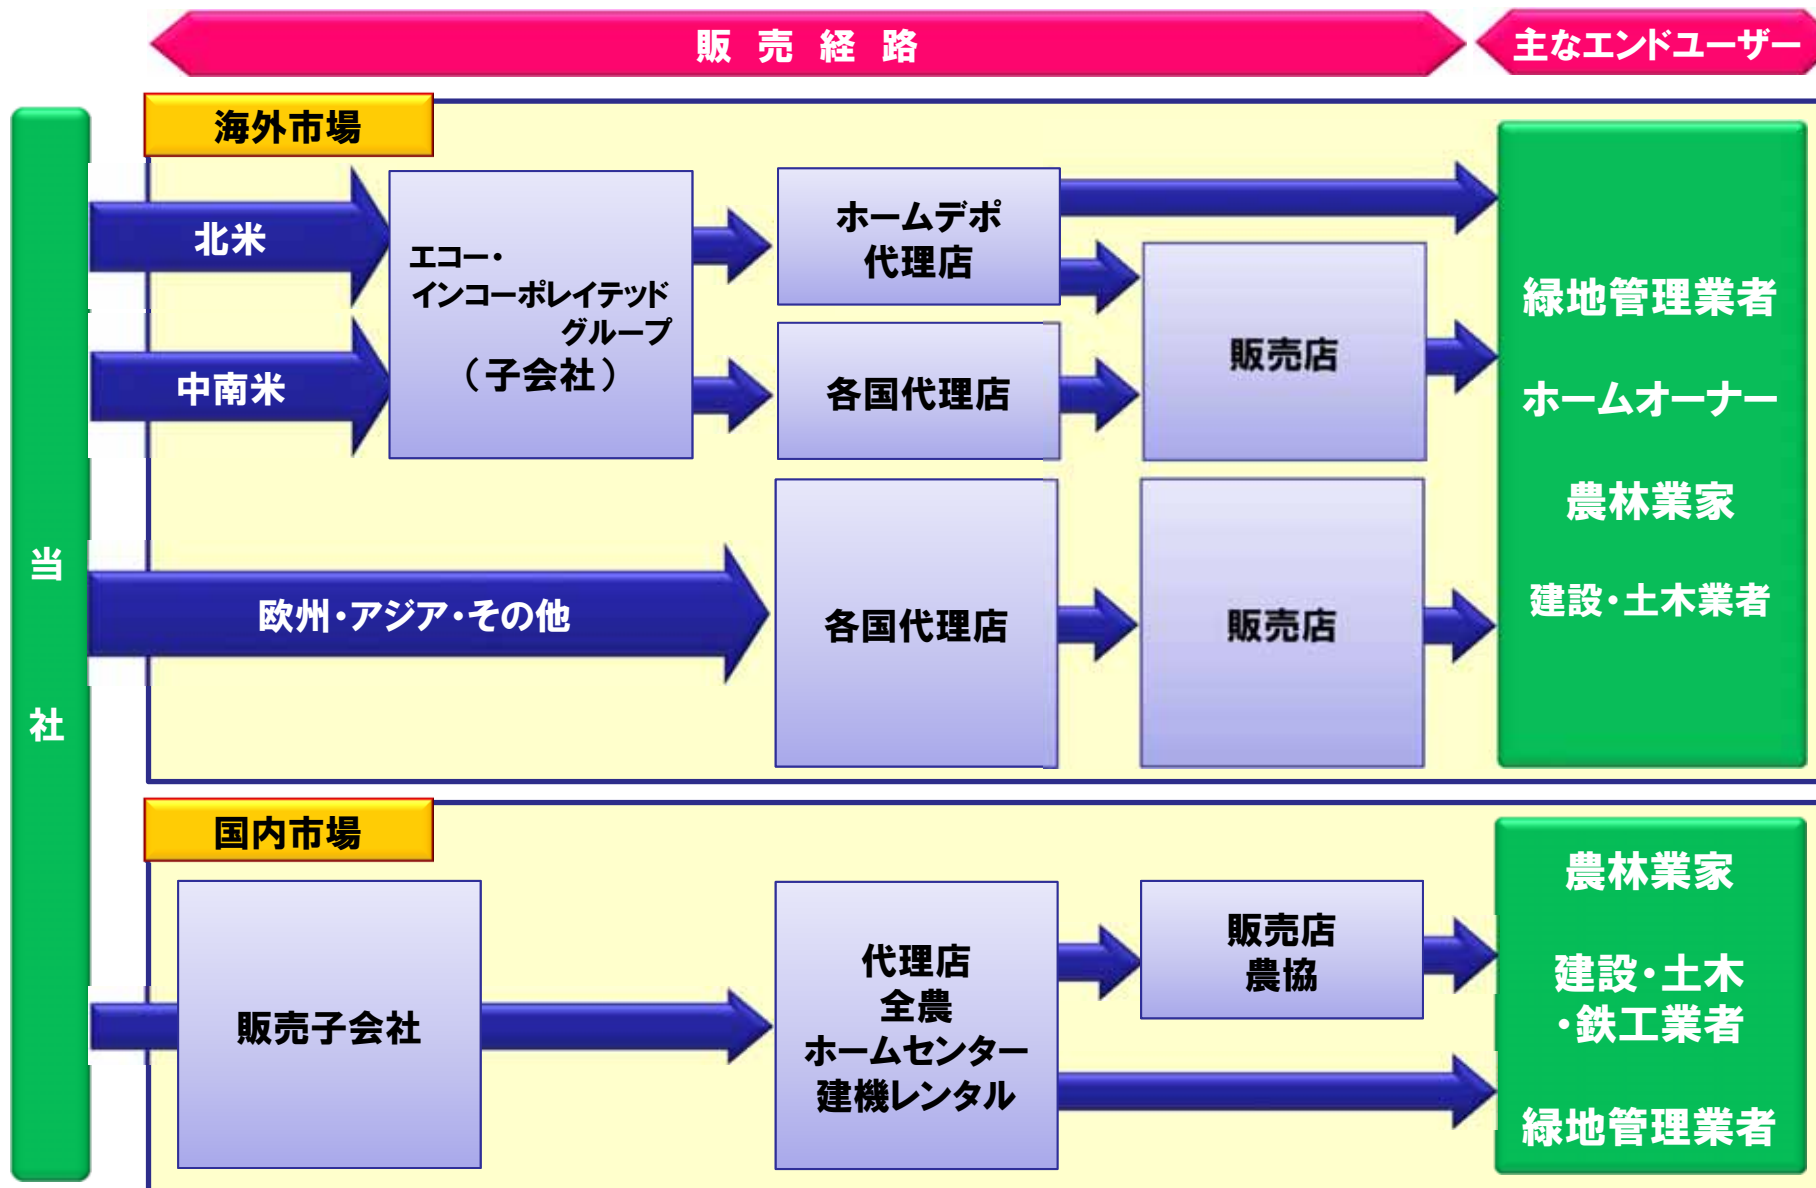 販売経路
主なエンドユーザー
当社
海外市場
北米
中南米
エコー・
インコーポレイテッド
グループ
（子会社）
ホームデポ
代理店
各国代理店
販売店
欧州・アジア・その他
各国代理店
販売店
緑地管理業者
ホームオーナー
農林業家
建設・土木業者
国内市場
販売子会社
代理店
全農
ホームセンター
建機レンタル
販売店
農協
農林業家
建設・土木
・鉄工業者
緑地管理業者